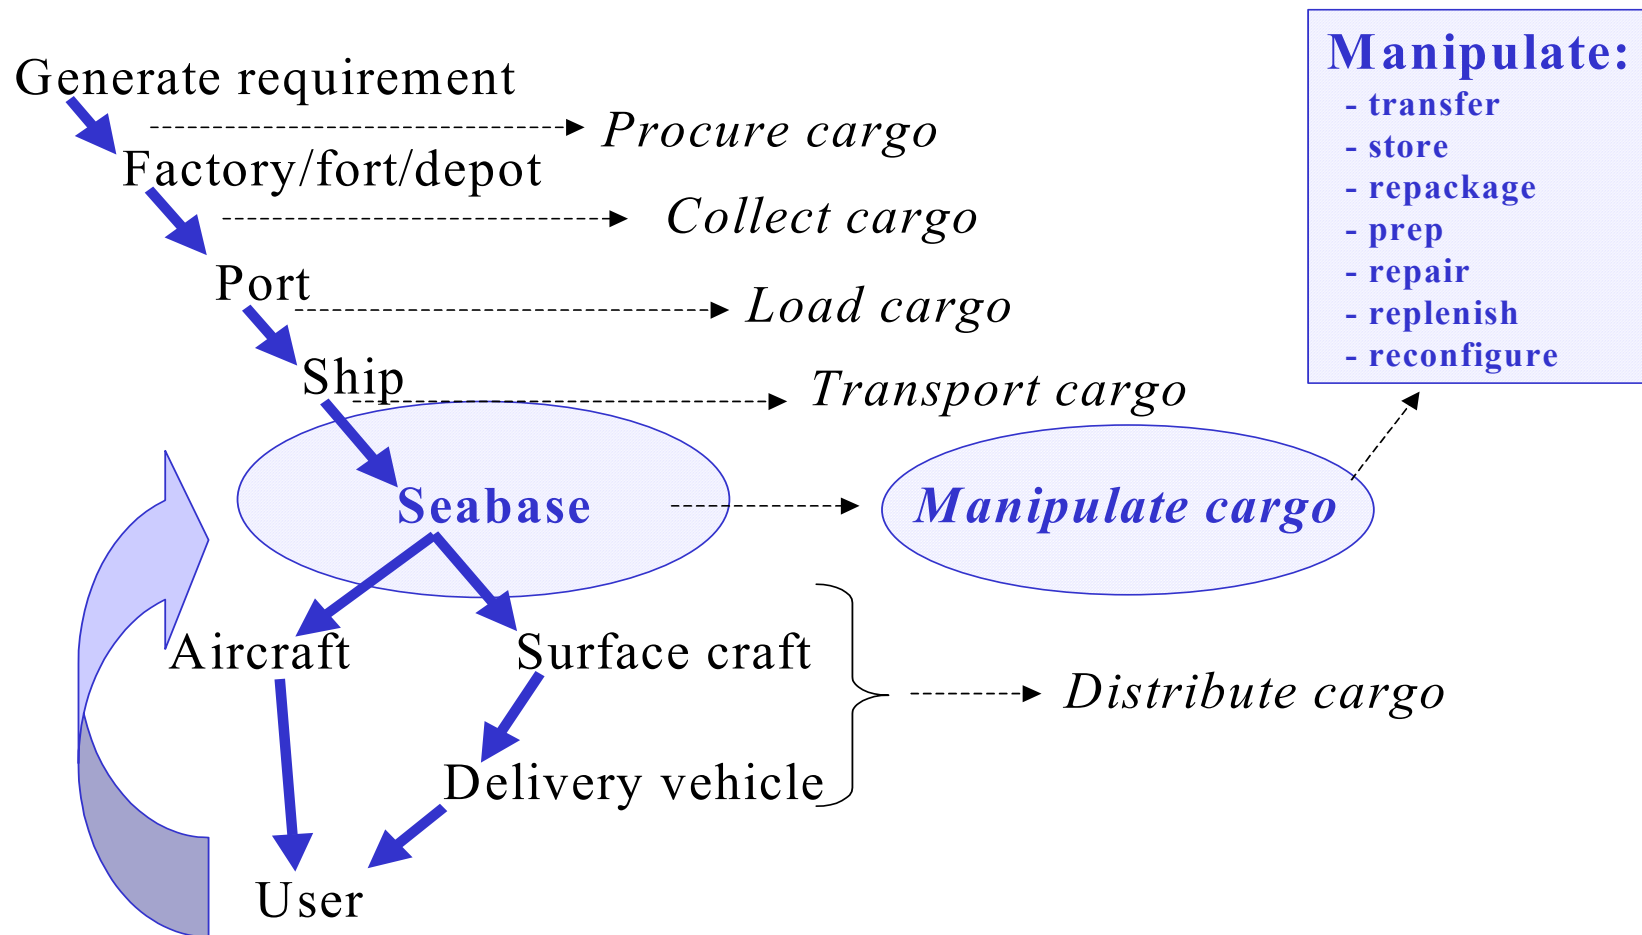 Generate requirement
Procure cargo
Factory/fort/depot
Collect cargo
Port
Load cargo
Ship
Transport cargo
Seabase
Manipulate cargo
Manipulate:
- transfer
- store
- repackage
- prep
- repair
- replenish
- reconfigure
Aircraft
Surface craft
Distribute cargo
Delivery vehicle
User